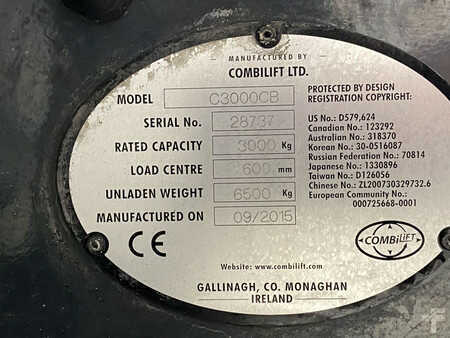 MANUFACTURED BY
COMBILIFT LTD.
MODEL C3000CB
SERIAL No. 28737
RATED CAPACITY 3000 Kg
LOAD CENTRE 600 mm
UNLADEN WEIGHT 6500 Kg
MANUFACTURED ON 09/2015
PROTECTED BY DESIGN
REGISTRATION COPYRIGHT:
US No.: D579,624
Canadian No.: 123292
Australian No.: 318370
Korean No.: 30-0516087
Russian Federation No.: 70814
Japanese No.: 1330896
Taiwan No.: D126056
Chinese No.: ZL200730329732.6
European Community No.:
000725668-0001
CE
COMBiLiFT
Website: www.combilift.com
GALLINAGH, CO. MONAGHAN
IRELAND